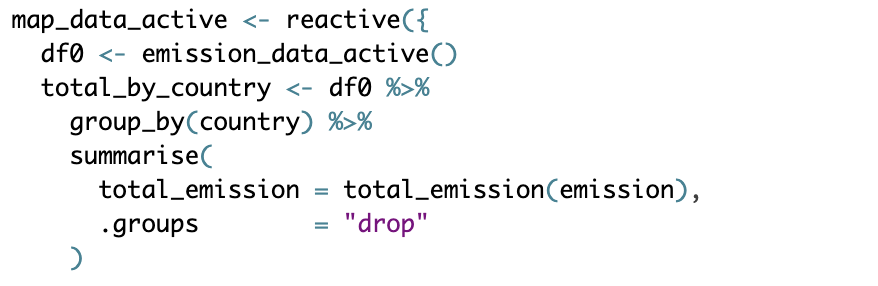 map_data_active <- reactive({
  df0 <- emission_data_active()
  total_by_country <- df0 %>%
    group_by(country) %>%
    summarise(
      total_emission = total_emission(emission),
      .groups        = "drop"
    )